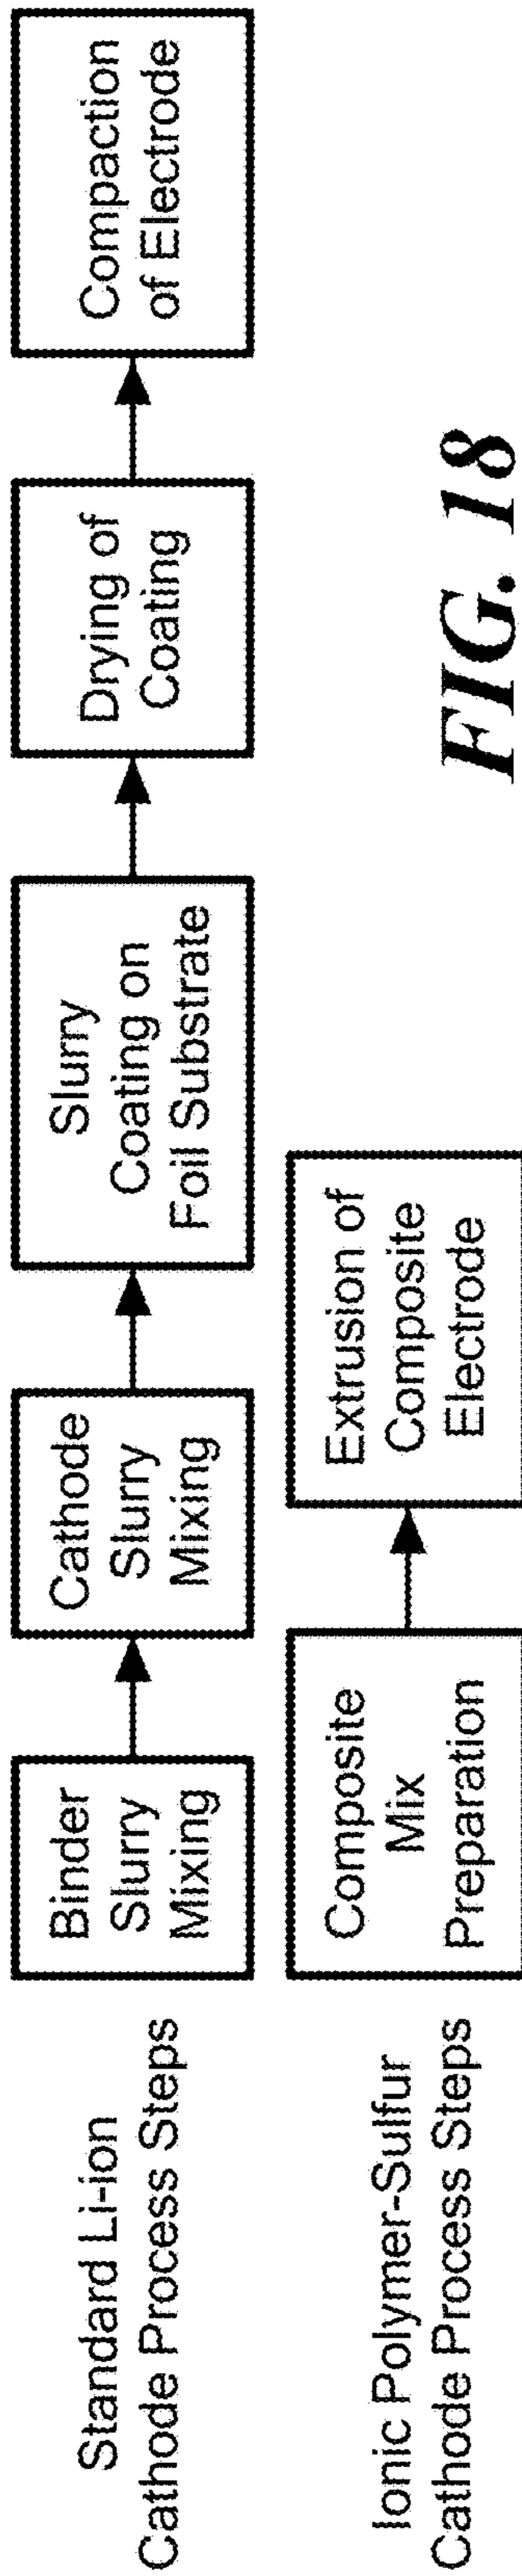 Standard Li-ion
Cathode Process Steps
Binder
Slurry
Mixing
Cathode
Slurry
Mixing
Slurry
Coating on
Foil Substrate
Drying of
Coating
Compaction
of Electrode
Ionic Polymer-Sulfur
Cathode Process Steps
Composite
Mix
Preparation
Extrusion of
Composite
Electrode
FIG. 18